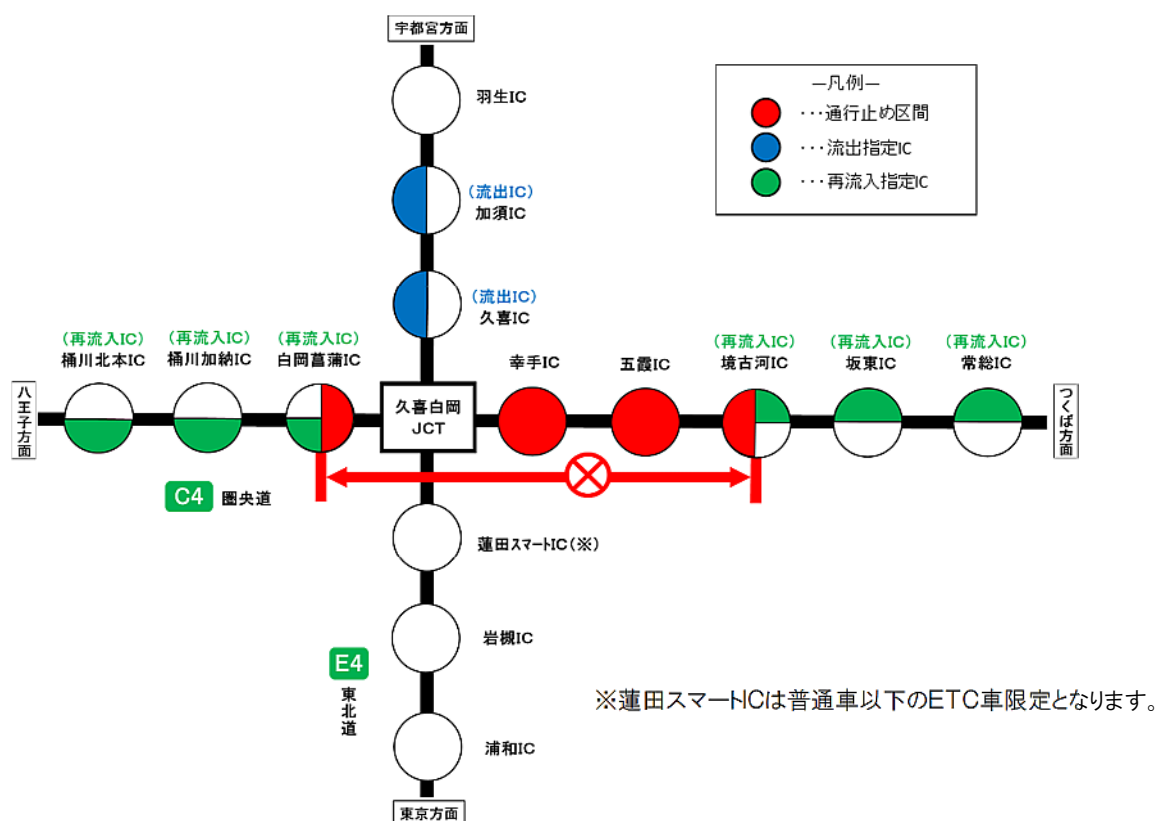 宇都宮方面
羽生IC
―凡例―
・・・通行止め区間
・・・流出指定IC
・・・再流入指定IC
(流出IC)
加須IC
(流出IC)
久喜IC
(再流入IC)
桶川北本IC
(再流入IC)
桶川加納IC
(再流入IC)
白岡菖蒲IC
幸手IC
五霞IC
(再流入IC)
境古河IC
(再流入IC)
坂東IC
(再流入IC)
常総IC
八王子方面
久喜白岡
JCT
つくば方面
C4 圏央道
蓮田スマートIC(※)
岩槻IC
E4
東北道
※蓮田スマートICは普通車以下のETC車限定となります。
浦和IC
東京方面